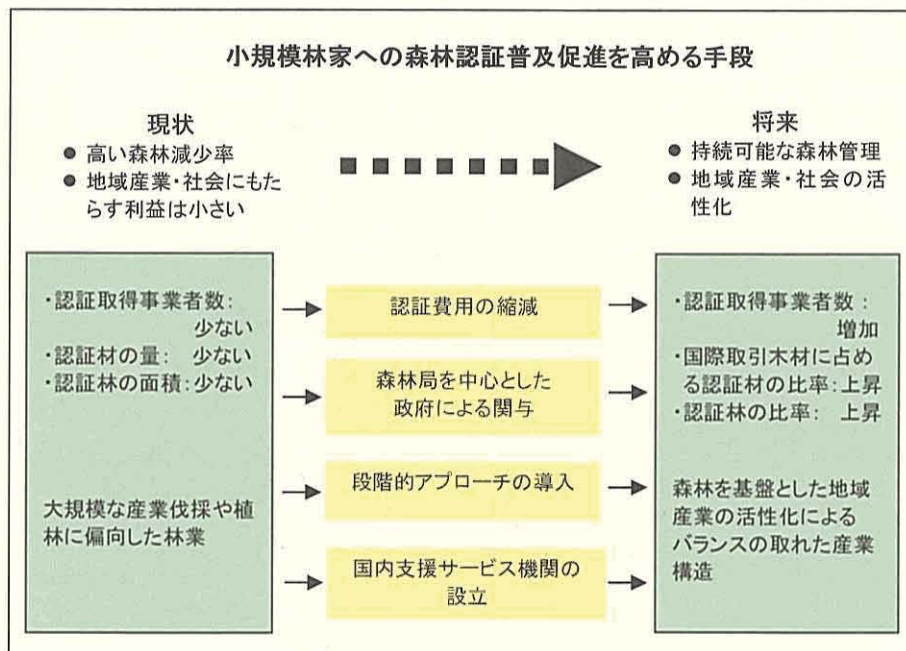 小規模林家への森林認証普及促進を高める手段
現状
● 高い森林減少率
● 地域産業・社会にもた
らす利益は小さい
将来
● 持続可能な森林管理
● 地域産業・社会の活
性化
・認証取得事業者数：
少ない
・認証材の量： 少ない
・認証林の面積：少ない
大規模な産業伐採や植
林に偏向した林業
認証費用の縮減
森林局を中心とした
政府による関与
段階的アプローチの導入
国内支援サービス機関の
設立
・認証取得事業者数：
増加
・国際取引木材に占め
る認証材の比率：上昇
・認証林の比率： 上昇
森林を基盤とした地域
産業の活性化による
バランスの取れた産業
構造